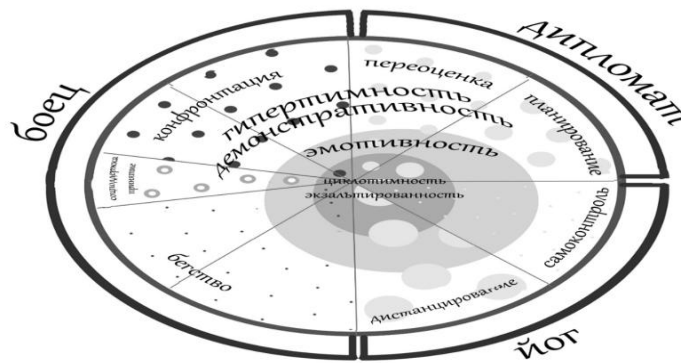 дипломат
боец
йог
переоценка
планирование
самоконтроль
дистанцирование
бегство
конфронтация
гипертимность
демонстративность
эмотивность
циклотимность
экзальтированность